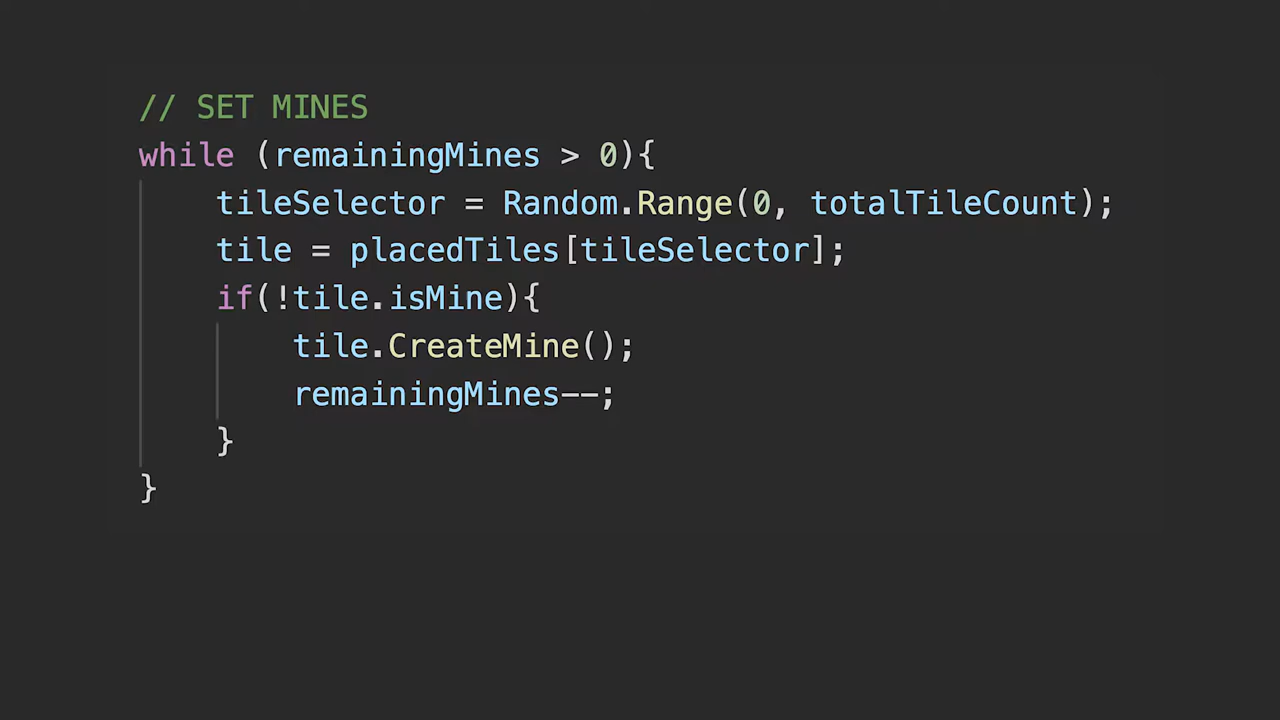 // SET MINES
while (remainingMines > 0){
tileSelector = Random.Range(0, totalTileCount);
tile = placedTiles[tileSelector];
if(!tile.isMine){
tile.CreateMine();
remainingMines--;
}
}